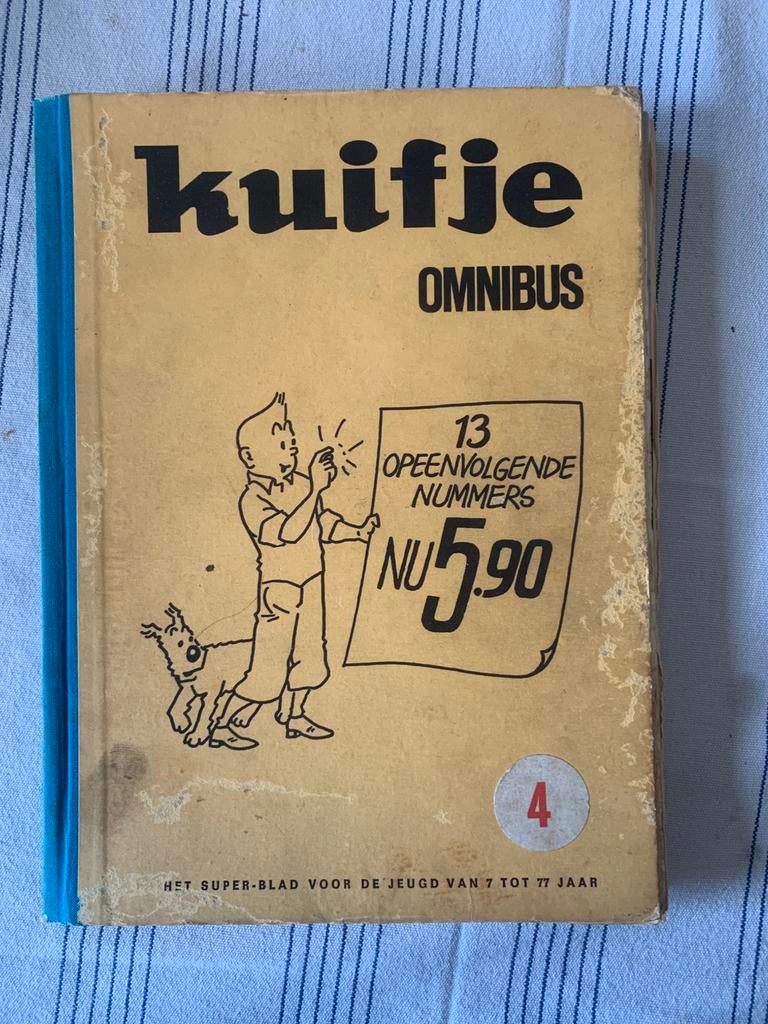 kuifje
OMNIBUS
13
OPEENVOLGENDE
NUMMERS
NU 5.90
4
HET SUPER-BLAD VOOR DE JEUGD VAN 7 TOT 77 JAAR